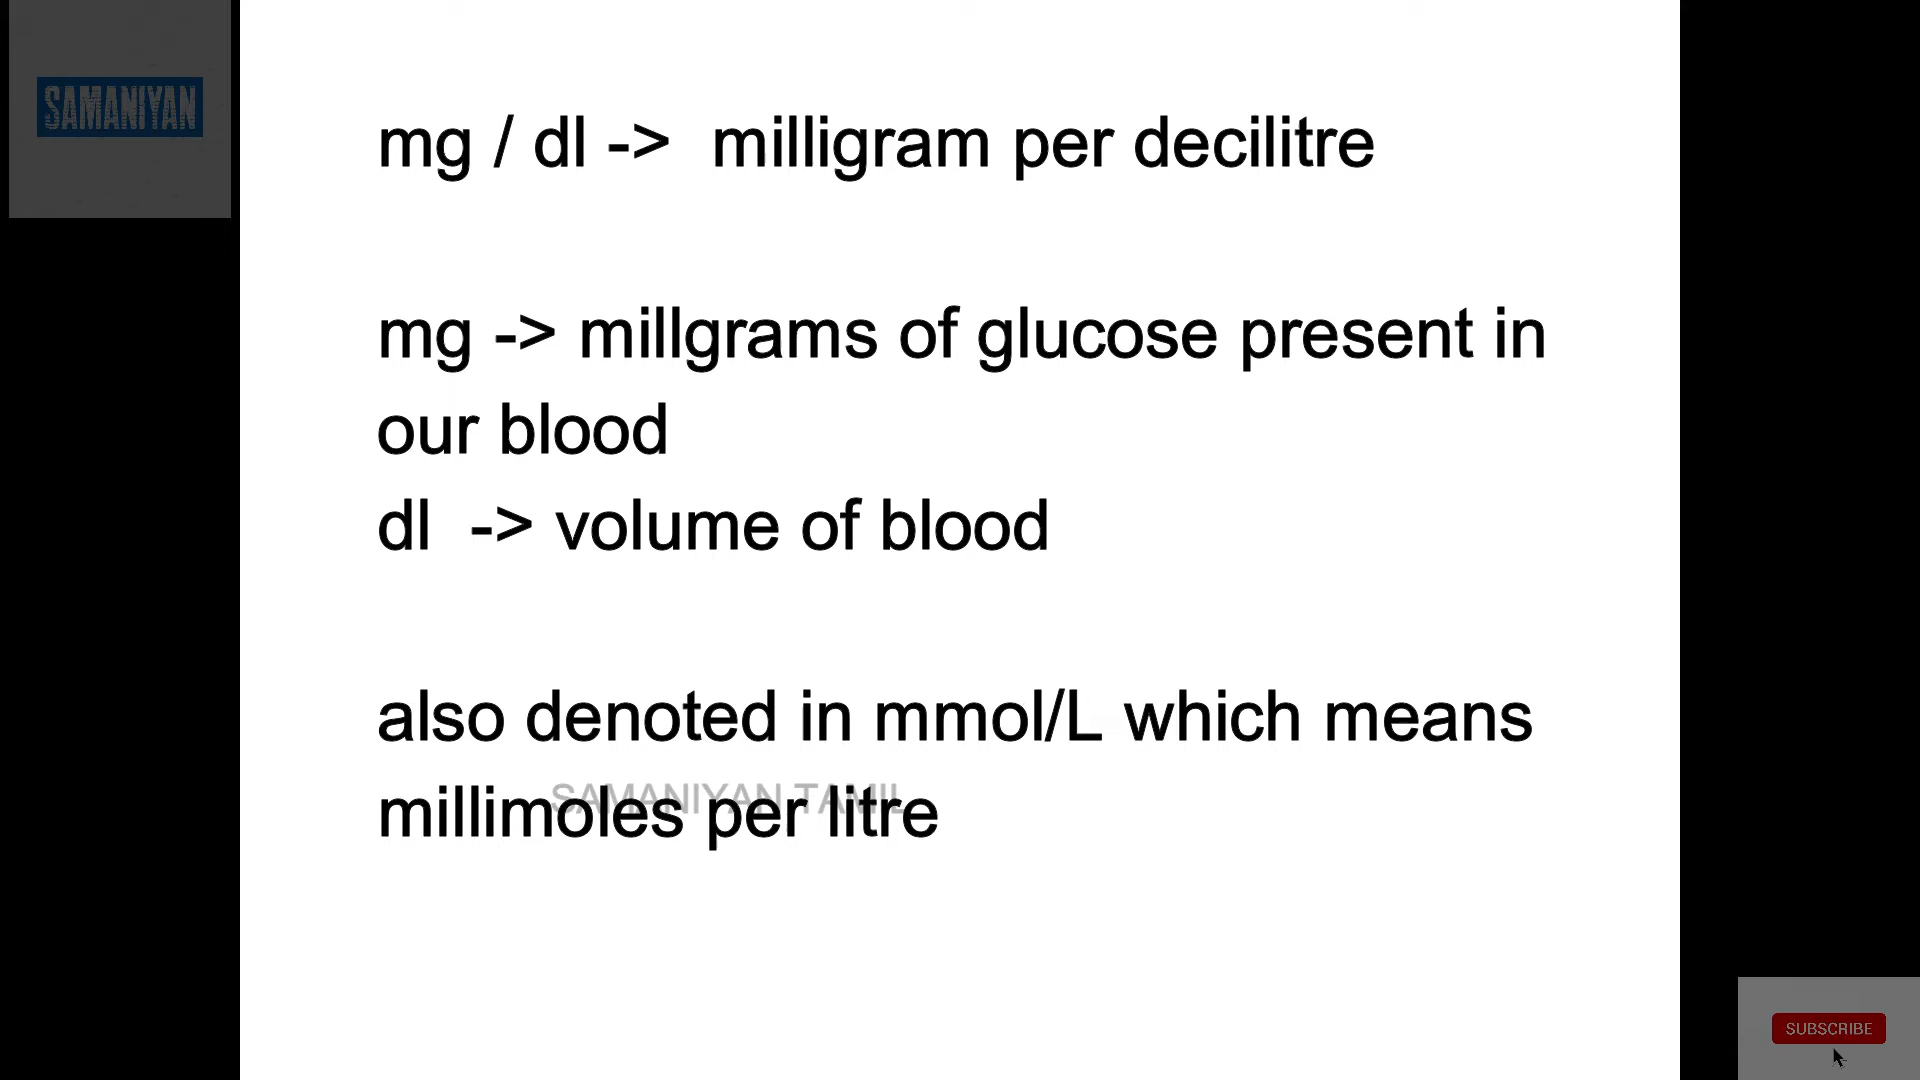 SAMANIYAN
mg / dl -> milligram per decilitre
mg -> millgrams of glucose present in
our blood
dl -> volume of blood
also denoted in mmol/L which means
SAMANIYAN TAMIL
millimoles per litre
SUBSCRIBE